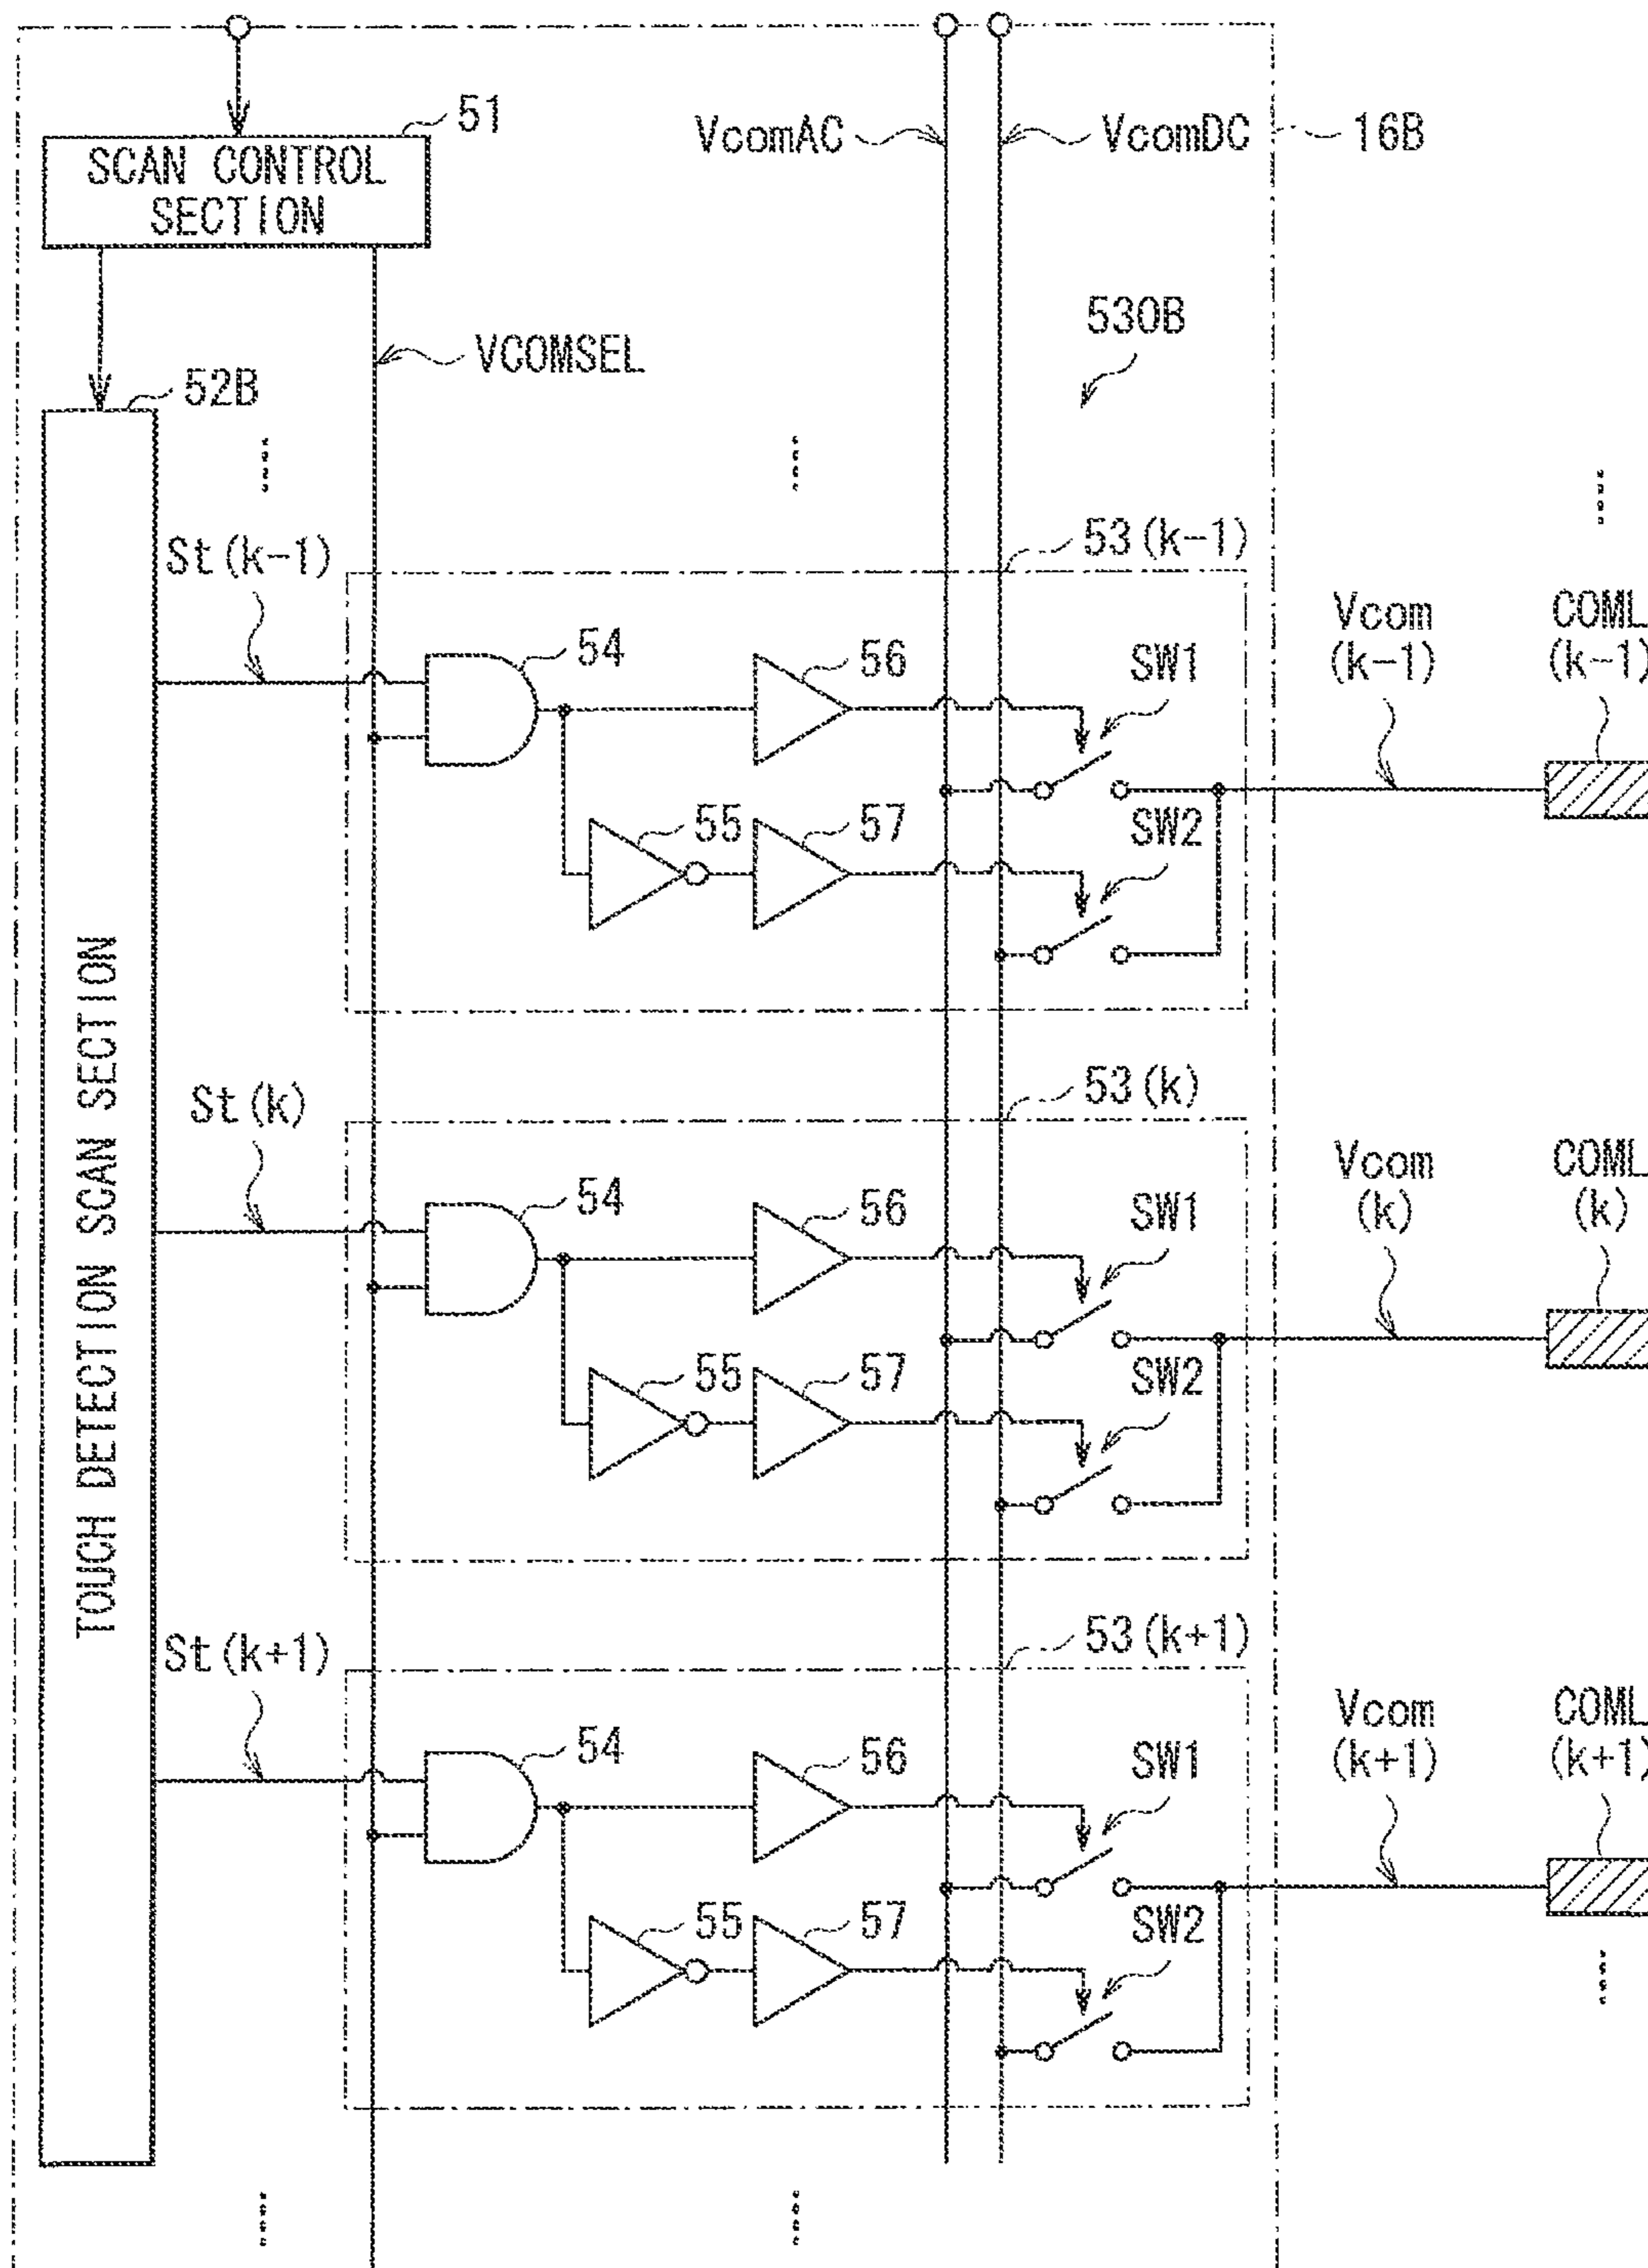 51
SCAN CONTROL
SECTION
VcomAC
VcomDC
16B
530B
VCOMSEL
52B
TOUCH DETECTION SCAN SECTION
St(k-1)
53(k-1)
54
56
SW1
55
57
SW2
Vcom
(k-1)
COML
(k-1)
St(k)
53(k)
54
56
SW1
55
57
SW2
Vcom
(k)
COML
(k)
St(k+1)
53(k+1)
54
56
SW1
55
57
SW2
Vcom
(k+1)
COML
(k+1)